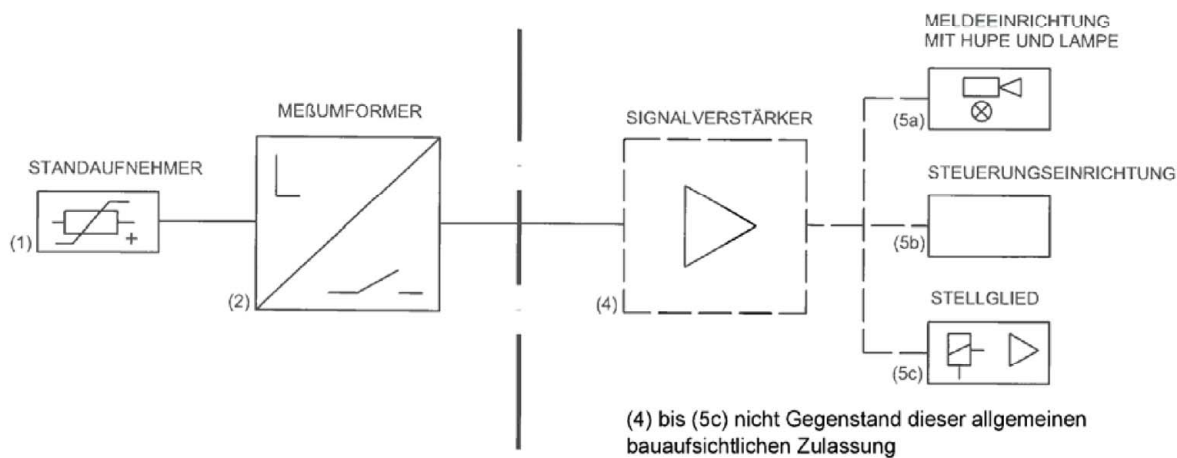 MELDEEINRICHTUNG
MIT HUPE UND LAMPE
(5a)
MEßUMFORMER
SIGNALVERSTÄRKER
STANDAUFNEHMER
STEUERUNGSEINRICHTUNG
(1)
(2)
(4)
(5b)
STELLGLIED
(5c)
(4) bis (5c) nicht Gegenstand dieser allgemeinen
bauaufsichtlichen Zulassung